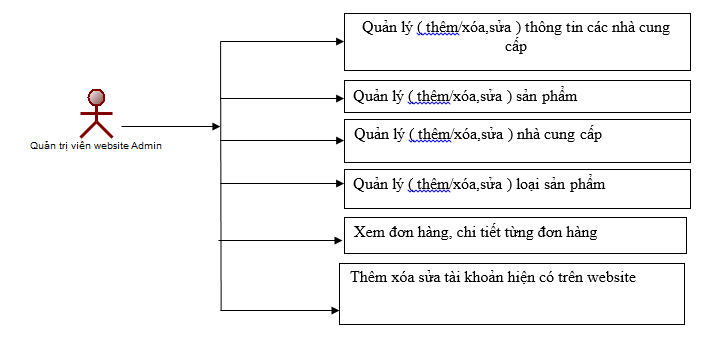 Quản lý ( thêm/xóa,sửa ) thông tin các nhà cung
cấp
Quản lý ( thêm/xóa,sửa ) sản phẩm
Quản lý ( thêm/xóa,sửa ) nhà cung cấp
Quản trị viên website Admin
Quản lý ( thêm/xóa,sửa ) loại sản phẩm
Xem đơn hàng, chi tiết từng đơn hàng
Thêm xóa sửa tài khoản hiện có trên website